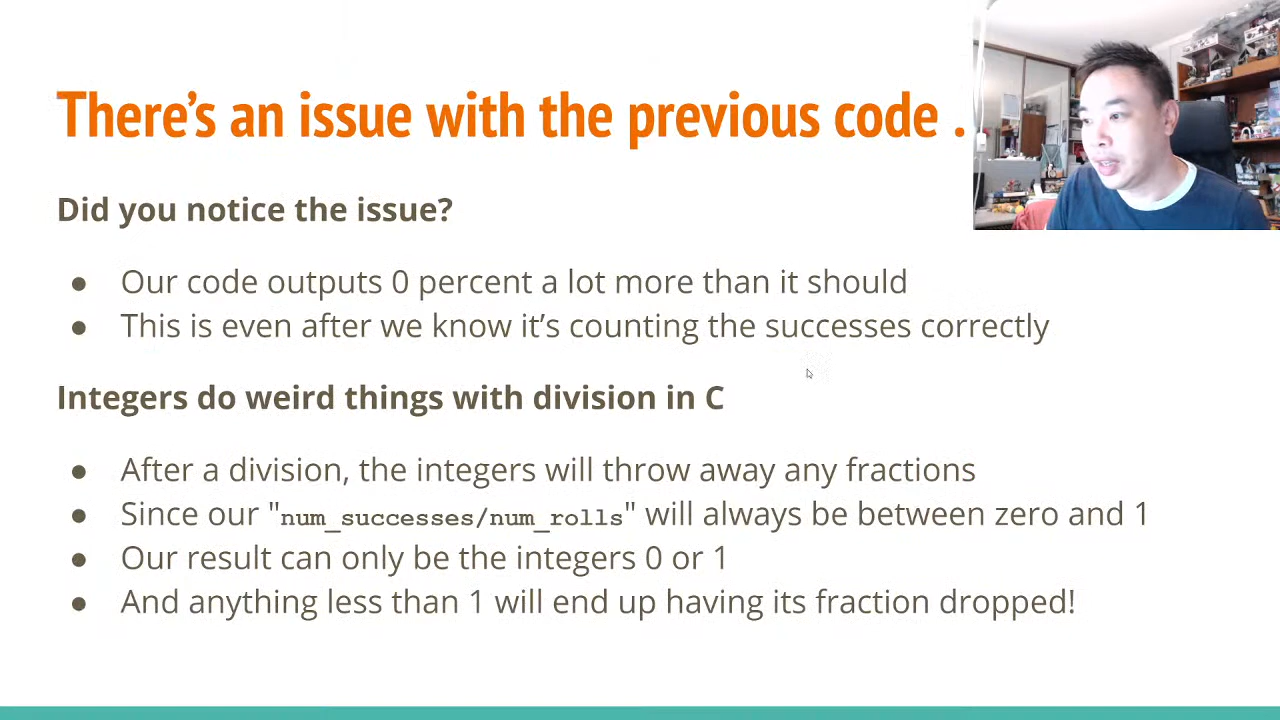 There's an issue with the previous code .
Did you notice the issue?
● Our code outputs 0 percent a lot more than it should
● This is even after we know it's counting the successes correctly
Integers do weird things with division in C
● After a division, the integers will throw away any fractions
● Since our "num_successes/num_rolls" will always be between zero and 1
● Our result can only be the integers 0 or 1
● And anything less than 1 will end up having its fraction dropped!